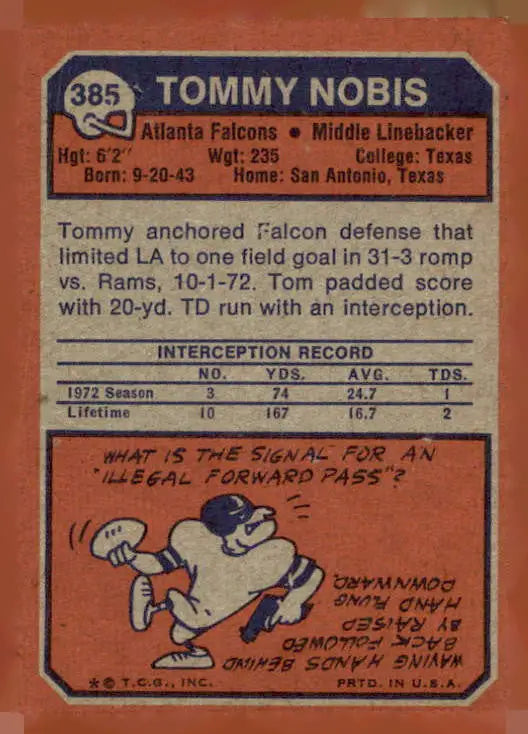 385 TOMMY NOBIS
Atlanta Falcons • Middle Linebacker
Hgt: 6'2" Wgt: 235 College: Texas
Born: 9-20-43 Home: San Antonio, Texas
Tommy anchored Falcon defense that
limited LA to one field goal in 31-3 romp
vs. Rams, 10-1-72. Tom padded score
with 20-yd. TD run with an interception.
INTERCEPTION RECORD
NO. YDS. AVG. TDS.
1972 Season 3 74 24.7 1
Lifetime 10 167 16.7 2
WHAT IS THE SIGNAL FOR AN
"ILLEGAL FORWARD PASS"?
WAVING HANDS BEHIND
BACK FOLLOWED
BY RAISED
HAND FLUNG
DOWNWARD.
*© T.C.G., INC. PRTD. IN U.S.A.